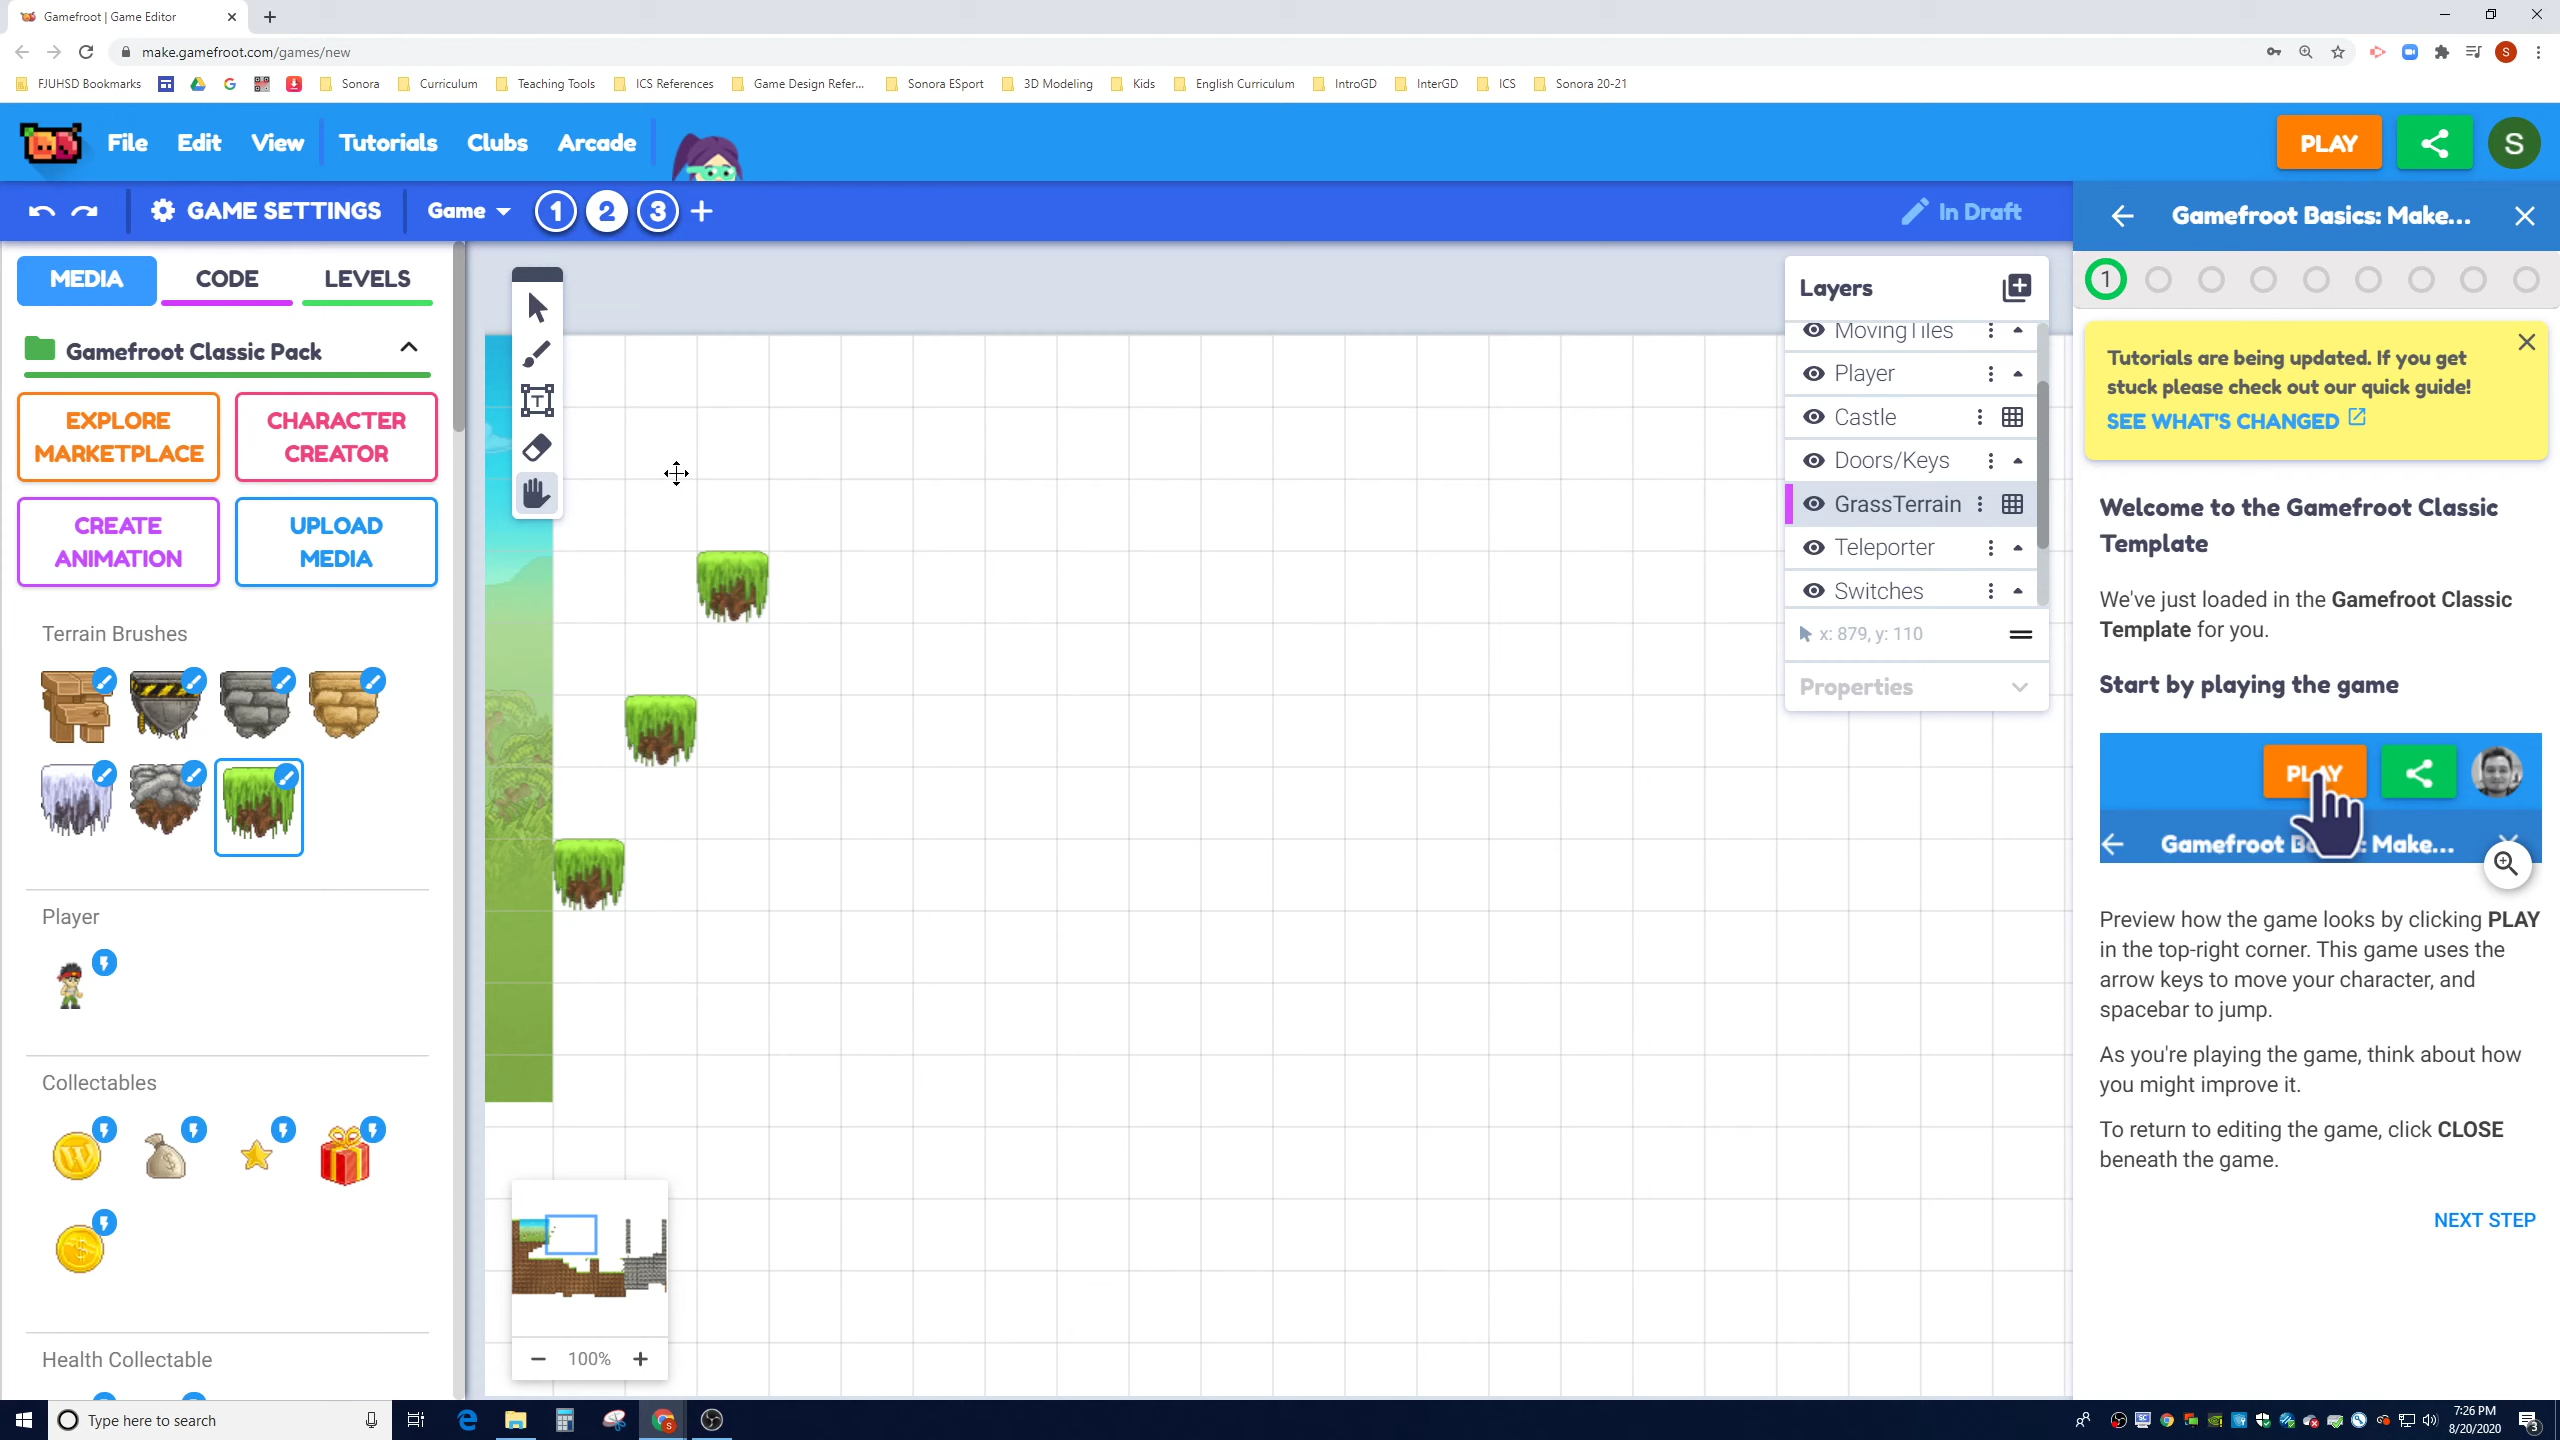 Gamefroot | Game Editor
make.gamefroot.com/games/new
S
FJUHSD Bookmarks Sonora Curriculum Teaching Tools ICS References Game Design Refer... Sonora ESport 3D Modeling Kids English Curriculum IntroGD InterGD ICS Sonora 20-21
File Edit View Tutorials Clubs Arcade PLAY S
GAME SETTINGS Game 1 2 3 + In Draft
Gamefroot Basics: Make...
MEDIA CODE LEVELS
Gamefroot Classic Pack
EXPLORE
MARKETPLACE
CHARACTER
CREATOR
CREATE
ANIMATION
UPLOAD
MEDIA
Terrain Brushes
Player
Collectables
Health Collectable
T
100%
Layers
MovingTiles
Player
Castle
Doors/Keys
GrassTerrain
Teleporter
Switches
x: 879, y: 110
Properties
1
Tutorials are being updated. If you get
stuck please check out our quick guide!
SEE WHAT'S CHANGED
Welcome to the Gamefroot Classic
Template
We've just loaded in the Gamefroot Classic
Template for you.
Start by playing the game
PLAY
Gamefroot Make...
Preview how the game looks by clicking PLAY
in the top-right corner. This game uses the
arrow keys to move your character, and
spacebar to jump.
As you're playing the game, think about how
you might improve it.
To return to editing the game, click CLOSE
beneath the game.
NEXT STEP
Type here to search
7:26 PM
8/20/2020
3